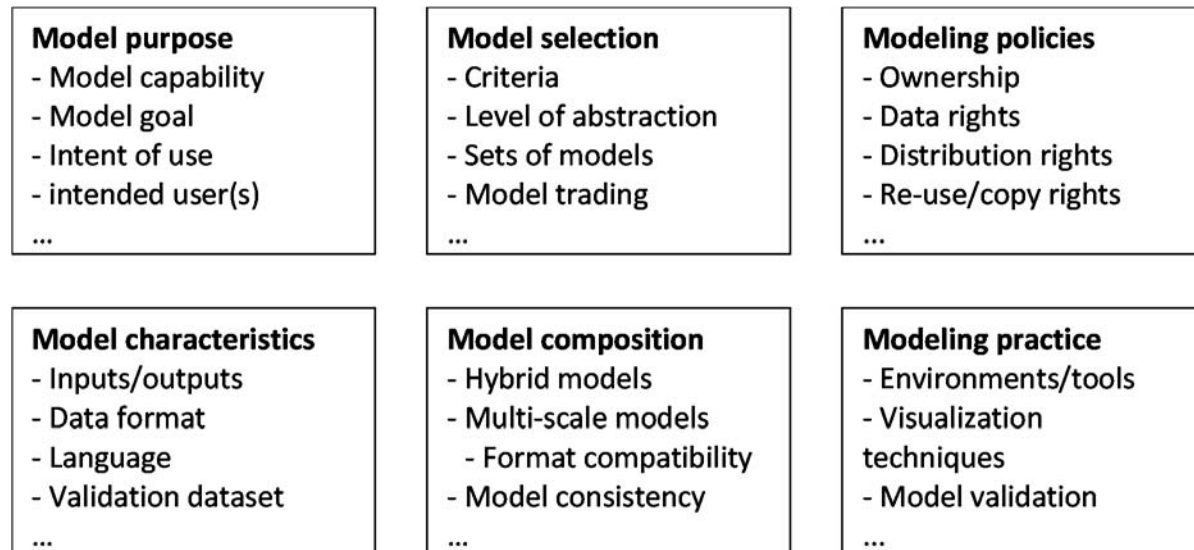 Model purpose
- Model capability
- Model goal
- Intent of use
- intended user(s)
...
Model selection
- Criteria
- Level of abstraction
- Sets of models
- Model trading
...
Modeling policies
- Ownership
- Data rights
- Distribution rights
- Re-use/copy rights
...
Model characteristics
- Inputs/outputs
- Data format
- Language
- Validation dataset
...
Model composition
- Hybrid models
- Multi-scale models
- Format compatibility
- Model consistency
...
Modeling practice
- Environments/tools
- Visualization
techniques
- Model validation
...